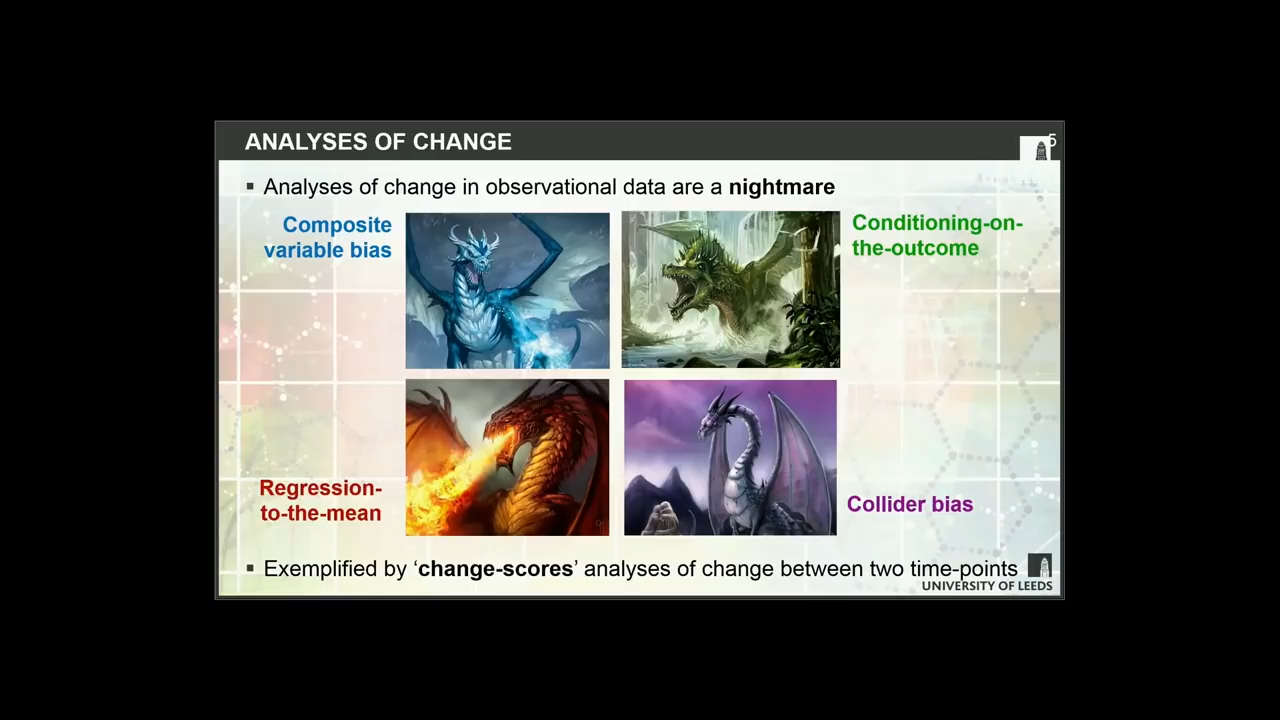 ANALYSES OF CHANGE
5
▪ Analyses of change in observational data are a nightmare
Composite
variable bias
Conditioning-on-
the-outcome
Regression-
to-the-mean
Collider bias
▪ Exemplified by ‘change-scores’ analyses of change between two time-points
UNIVERSITY OF LEEDS